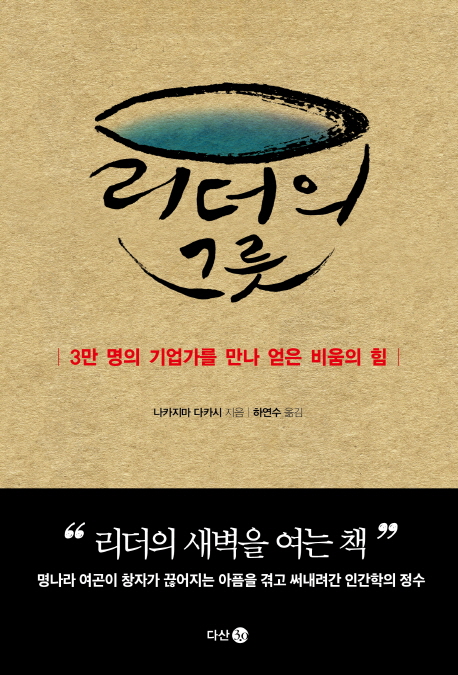 리더의
그릇
3만 명의 기업가를 만나 얻은 비움의 힘
나카지마 다카시 지음 | 하연수 옮김
“ 리더의 새벽을 여는 책 ”
명나라 여곤이 창자가 끊어지는 아픔을 겪고 써내려간 인간학의 정수
다산 3.0